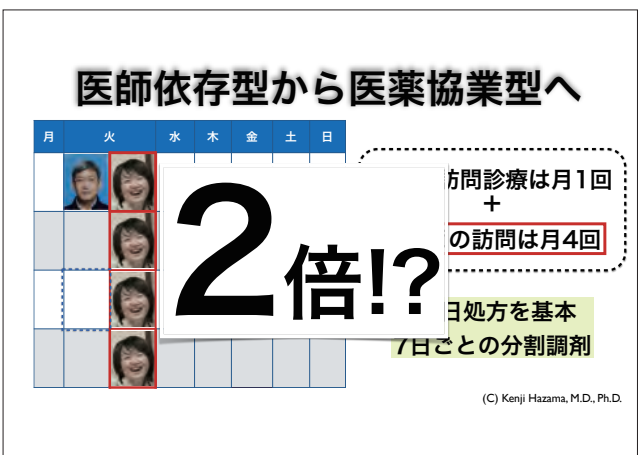 医師依存型から医薬協業型へ
月 火 水 木 金 土 日
訪問診療は月1回
+
の訪問は月4回
2倍!?
日処方を基本
7日ごとの分割調剤
(C) Kenji Hazama, M.D., Ph.D.